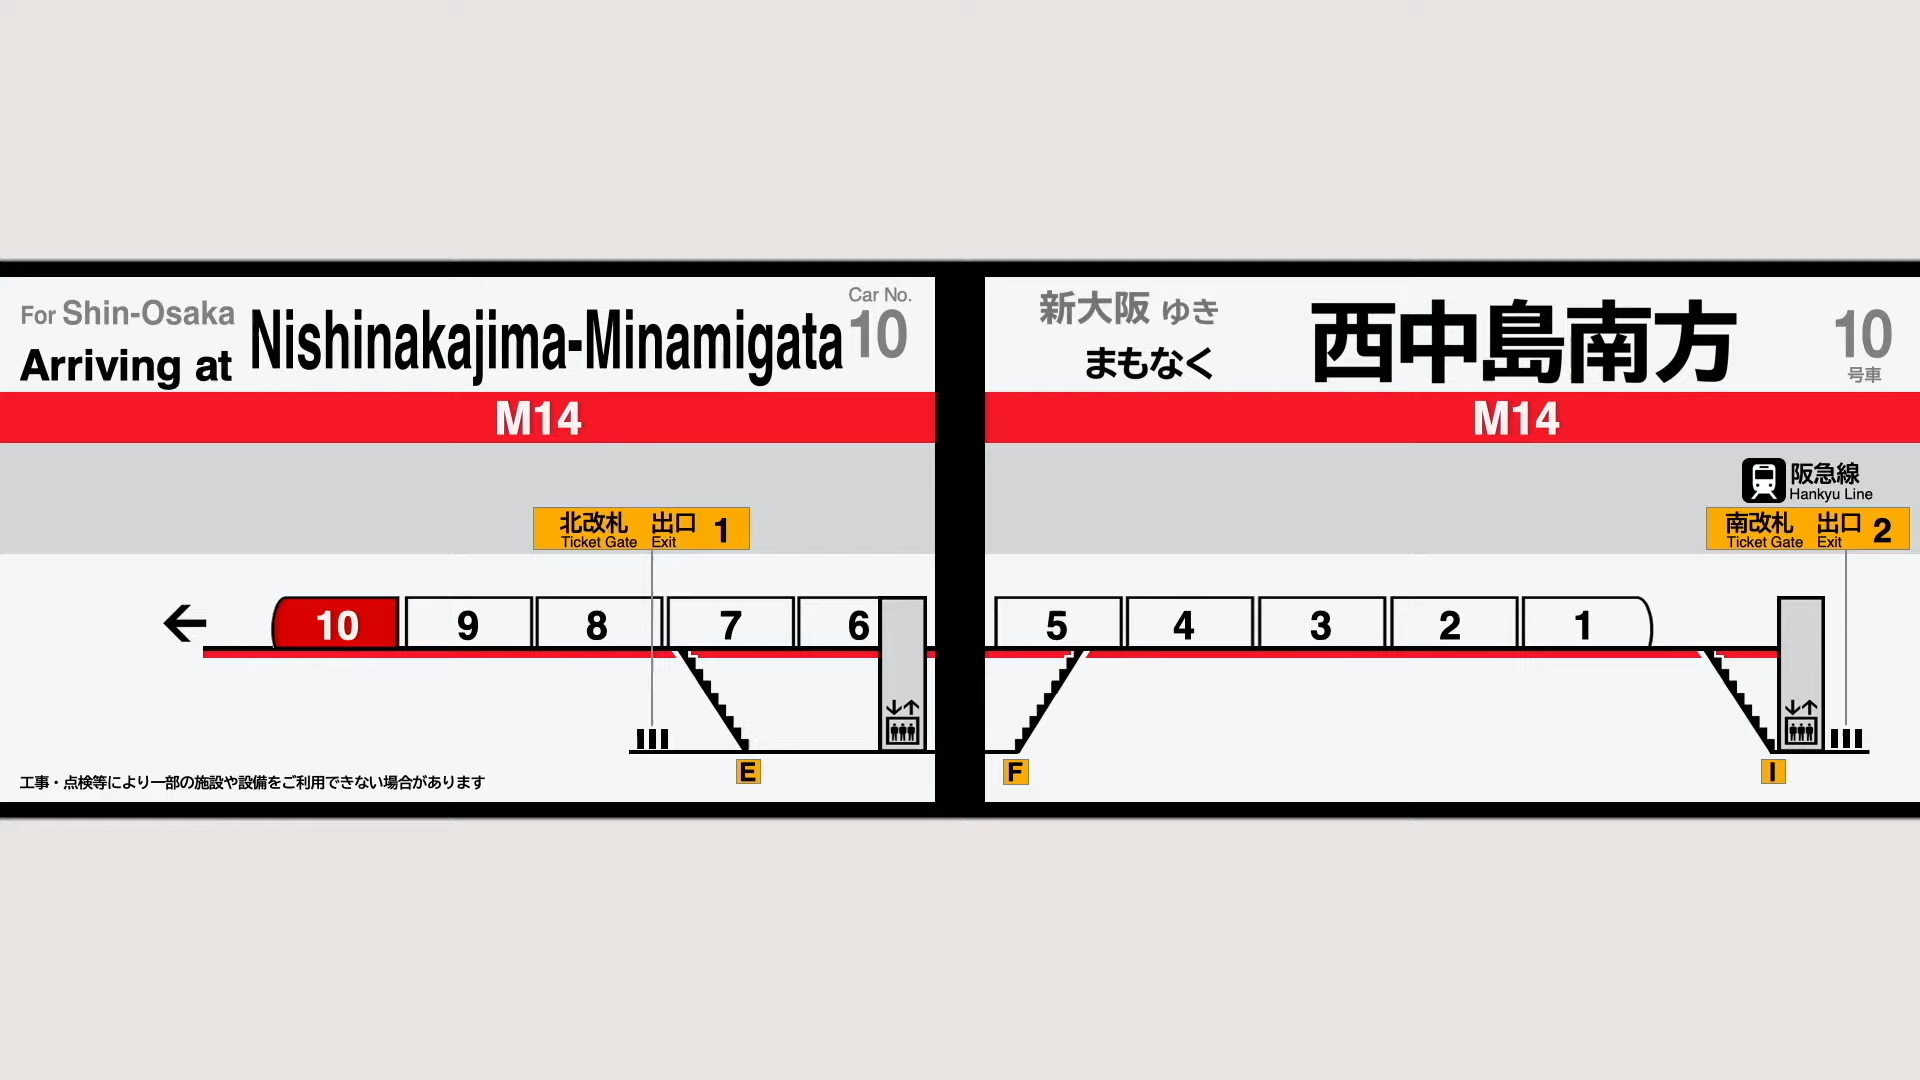 For Shin-Osaka
Arriving at
Nishinakajima-Minamigata
Car No.
10
M14
北改札 出口 1
Ticket Gate Exit
10 9 8 7 6
E
工事・点検等により一部の施設や設備をご利用できない場合があります
新大阪 ゆき
まもなく
西中島南方
10
号車
M14
阪急線
Hankyu Line
南改札 出口 2
Ticket Gate Exit
5 4 3 2 1
F
I